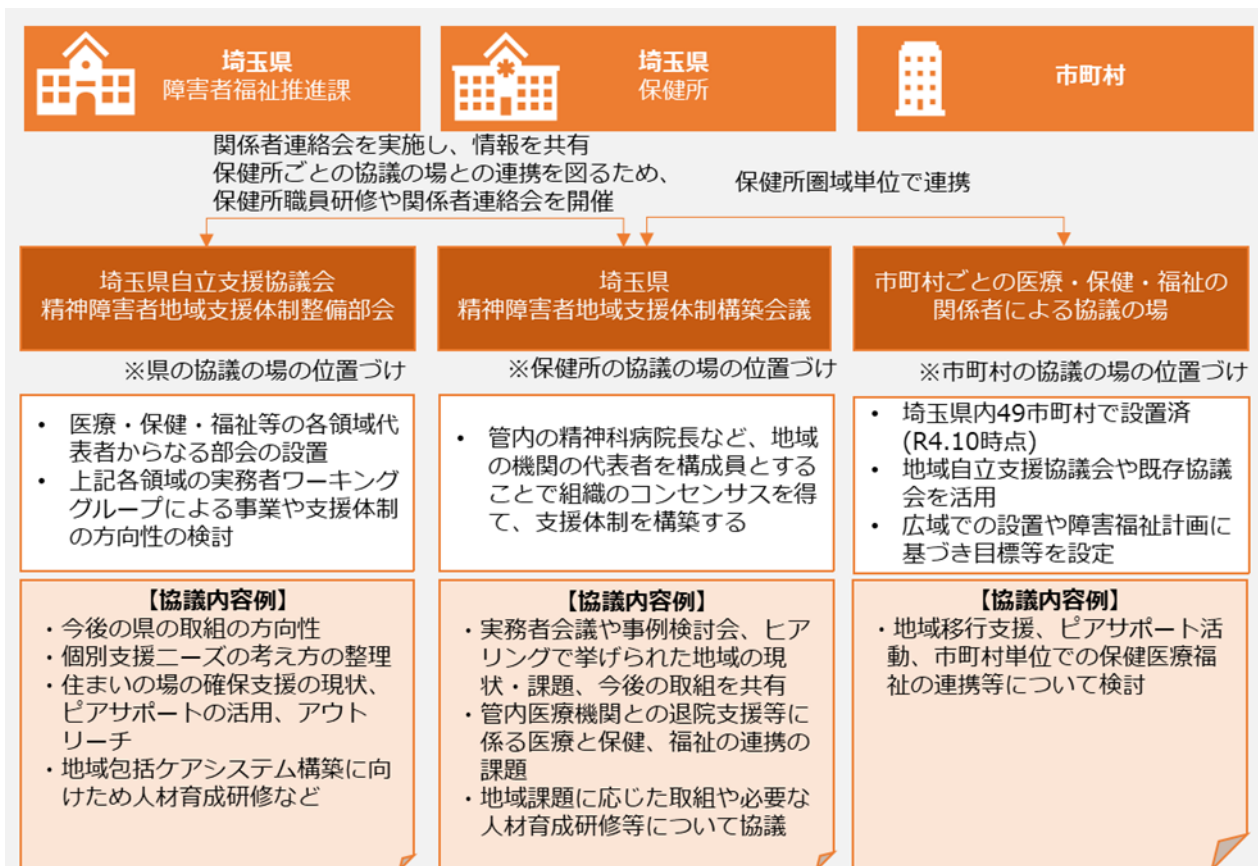 埼玉県
障害者福祉推進課
埼玉県
保健所
市町村
関係者連絡会を実施し、情報を共有
保健所ごとの協議の場との連携を図るため、
保健所職員研修や関係者連絡会を開催
保健所圏域単位で連携
埼玉県自立支援協議会
精神障害者地域支援体制整備部会
埼玉県
精神障害者地域支援体制構築会議
市町村ごとの医療・保健・福祉の
関係者による協議の場
※県の協議の場の位置づけ
※保健所の協議の場の位置づけ
※市町村の協議の場の位置づけ
• 医療・保健・福祉等の各領域代
表者からなる部会の設置
• 上記各領域の実務者ワーキング
グループによる事業や支援体制
の方向性の検討
• 管内の精神科病院長など、地域
の機関の代表者を構成員とする
ことで組織のコンセンサスを得
て、支援体制を構築する
• 埼玉県内49市町村で設置済
(R4.10時点)
• 地域自立支援協議会や既存協議
会を活用
• 広域での設置や障害福祉計画に
基づき目標等を設定
【協議内容例】
・今後の県の取組の方向性
・個別支援ニーズの考え方の整理
・住まいの場の確保支援の現状、
ピアサポートの活用、アウト
リーチ
・地域包括ケアシステム構築に向
けため人材育成研修など
【協議内容例】
・実務者会議や事例検討会、ヒア
リングで挙げられた地域の現
状・課題、今後の取組を共有
・管内医療機関との退院支援等に
係る医療と保健、福祉の連携の
課題
・地域課題に応じた取組や必要な
人材育成研修等について協議
【協議内容例】
・地域移行支援、ピアサポート活
動、市町村単位での保健医療福
祉の連携等について検討